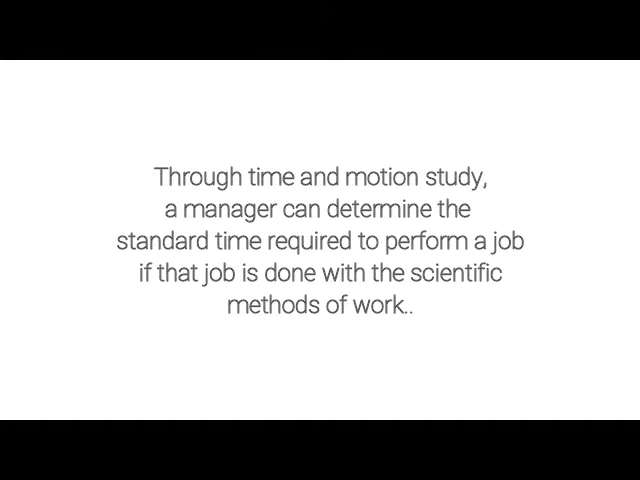 Through time and motion study,
a manager can determine the
standard time required to perform a job
if that job is done with the scientific
methods of work..